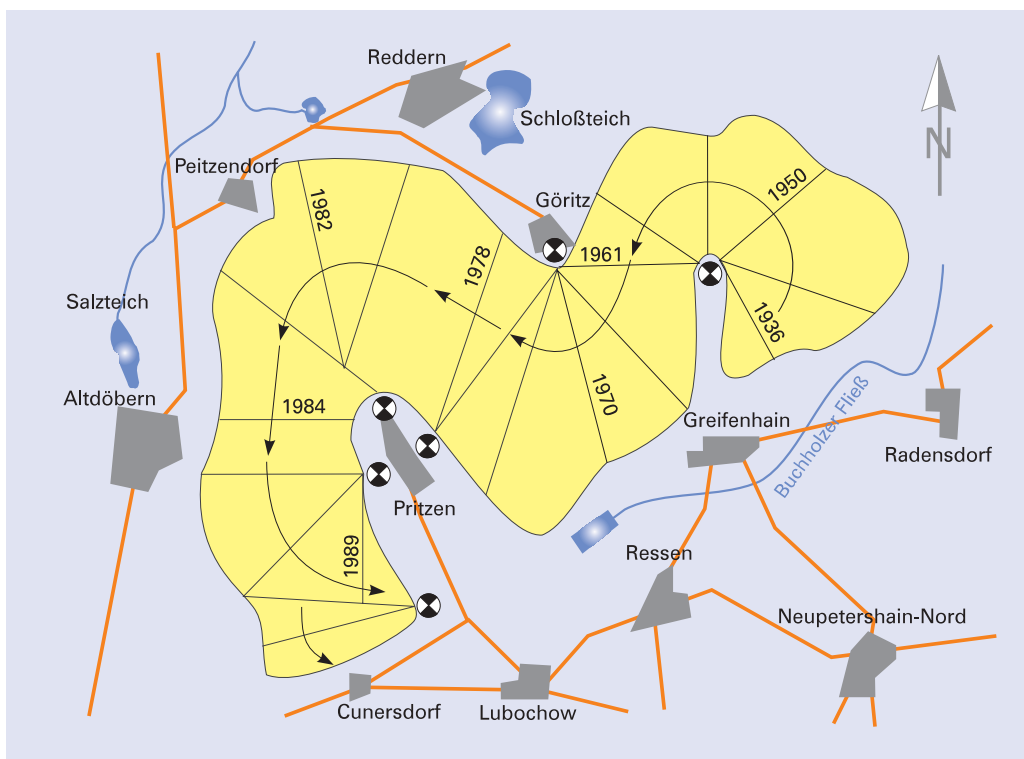 Reddern
Schloßteich
N
Peitzendorf
1982
1950
Göritz
1961
1978
Salzteich
1936
Altdöbern
1984
1970
Greifenhain
Buchholzer Fließ
Radensdorf
Pritzen
1989
Ressen
Neupetershain-Nord
Cunersdorf
Lubochow